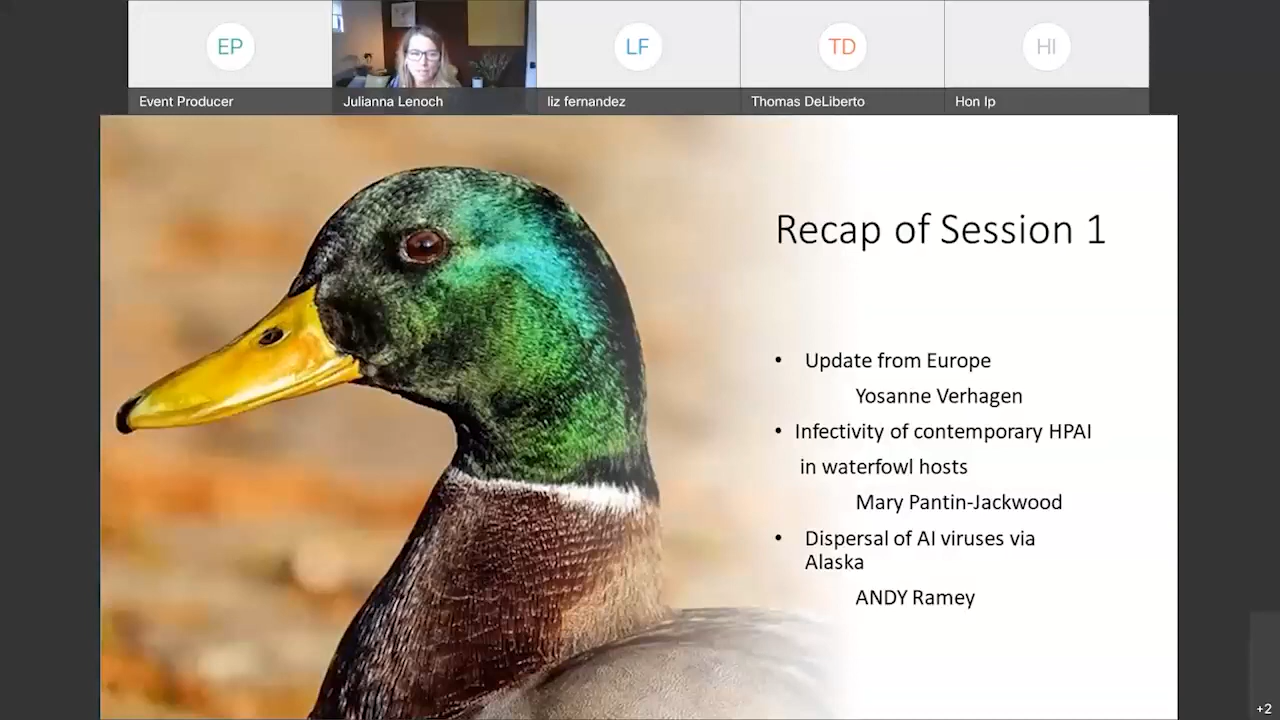 EP
LF
TD
HI
Event Producer
Julianna Lenoch
liz fernandez
Thomas DeLiberto
Hon Ip
Recap of Session 1
• Update from Europe
Yosanne Verhagen
• Infectivity of contemporary HPAI
in waterfowl hosts
Mary Pantin-Jackwood
• Dispersal of AI viruses via
Alaska
ANDY Ramey
+2